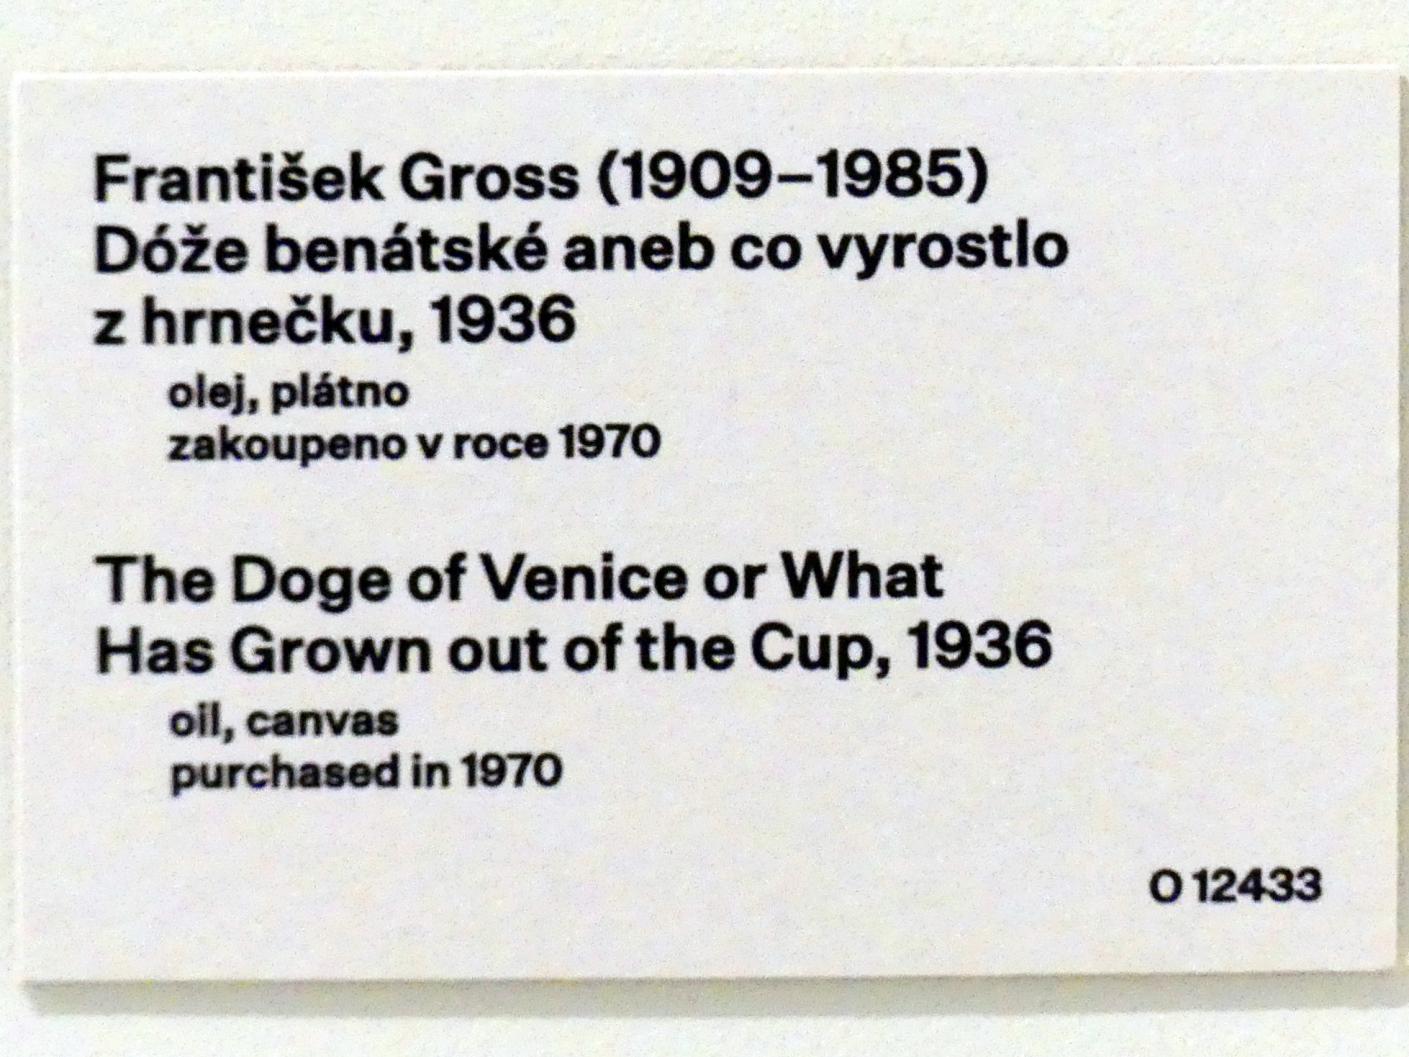 František Gross (1909–1985)
Dóže benátské aneb co vyrostlo
z hrnečku, 1936
olej, plátno
zakoupeno v roce 1970
The Doge of Venice or What
Has Grown out of the Cup, 1936
oil, canvas
purchased in 1970
O 12433